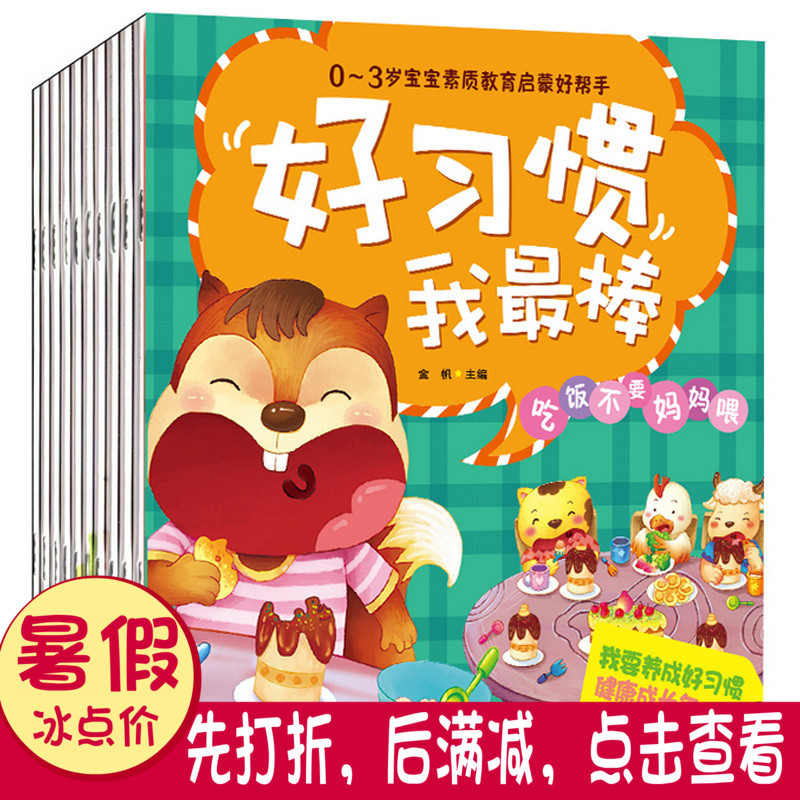 0～3岁宝宝素质教育启蒙好帮手
“好习惯”
我最棒
金 帆★主编
吃饭不要妈妈喂
我要养成好习惯
健康成长
暑假
冰点价
先打折，后满减，点击查看